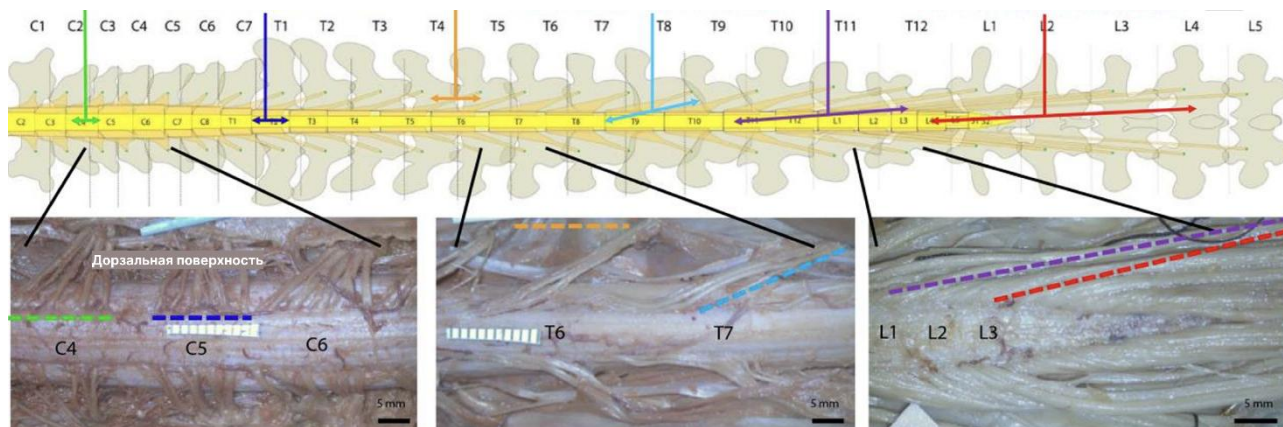 C1 C2 C3 C4 C5 C6 C7 T1 T2 T3 T4 T5 T6 T7 T8 T9 T10 T11 T12 L1 L2 L3 L4 L5
C2 C3 C5 C6 C7 C8 T1 T3 T4 T5 T6 T7 T8 T9 T10 T12 L1 L2 L3
Дорзальная поверхность
C4 C5 C6
5 mm
T6 T7
5 mm
L1 L2 L3
5 mm